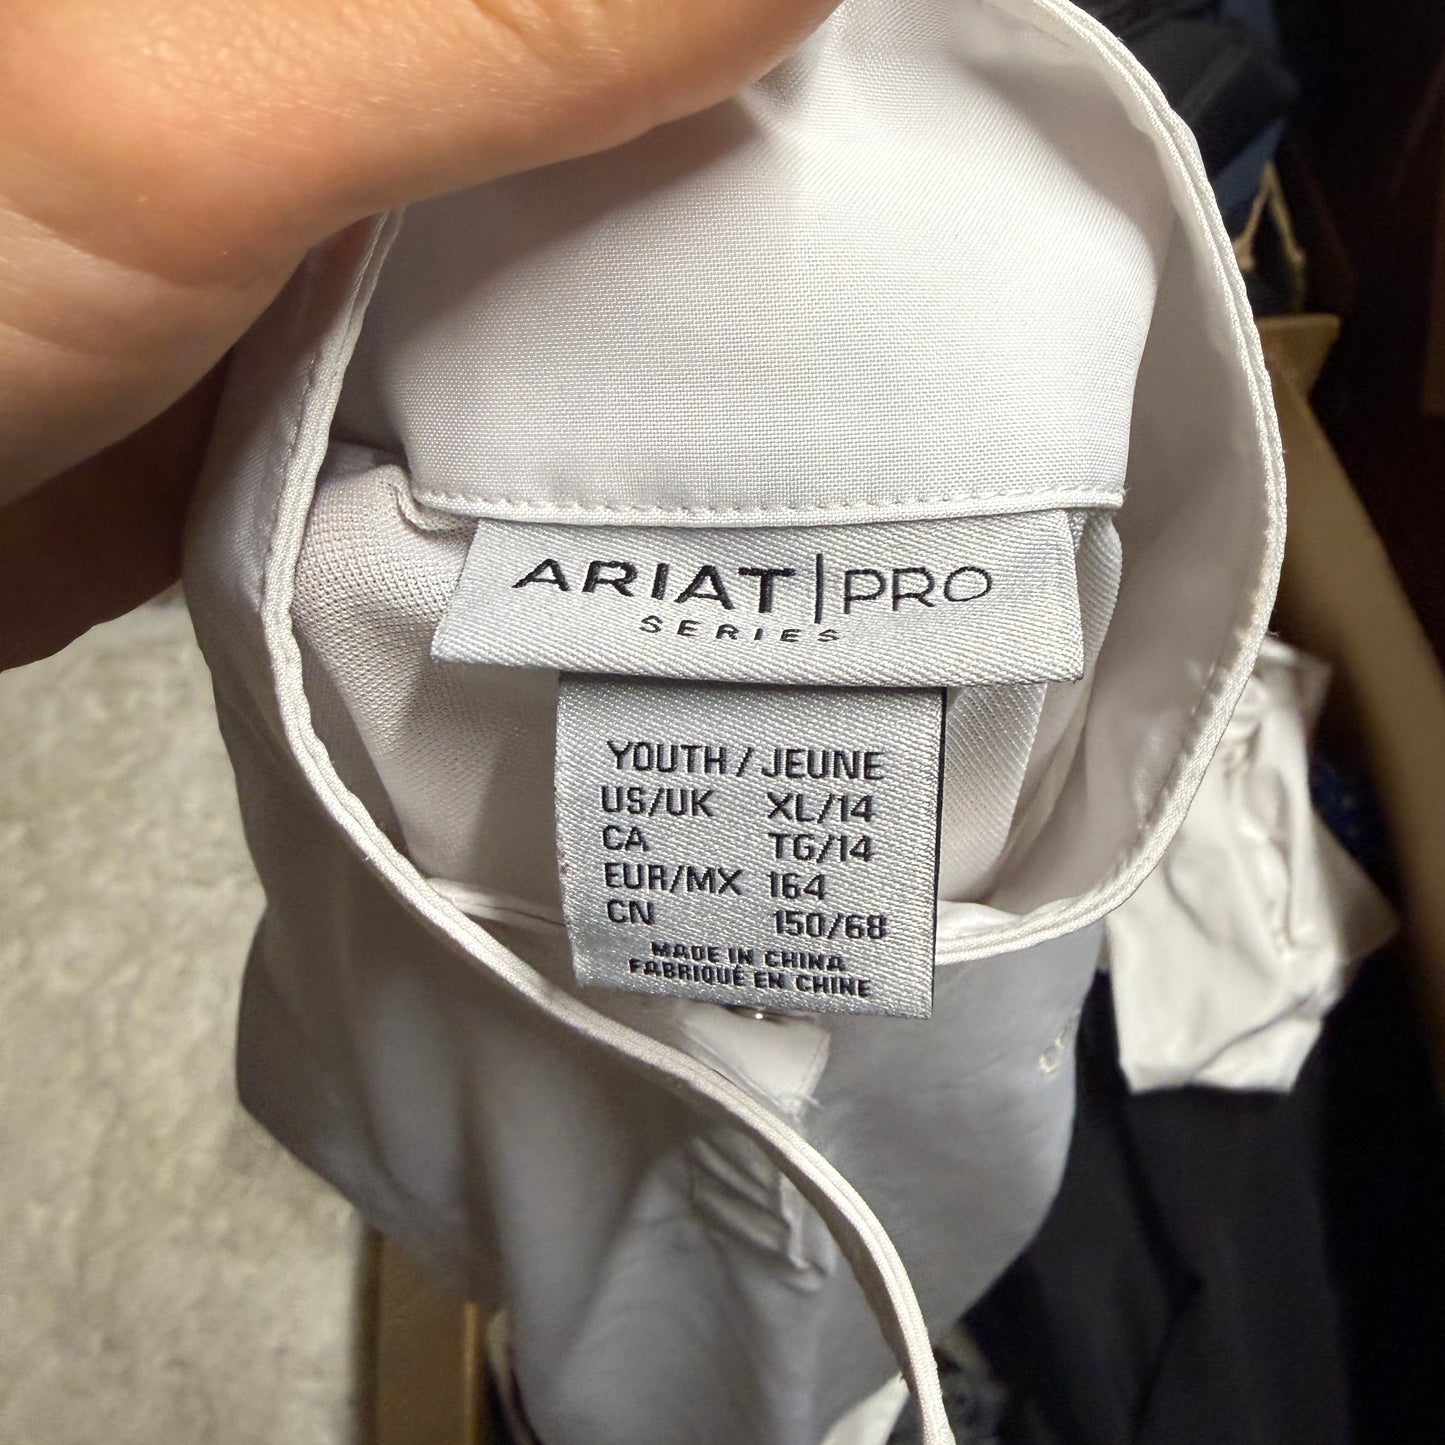 ARIAT | PRO
SERIES
YOUTH / JEUNE
US/UK XL/14
CA TG/14
EUR/MX 164
CN 150/68
MADE IN CHINA
FABRIQUÉ EN CHINE